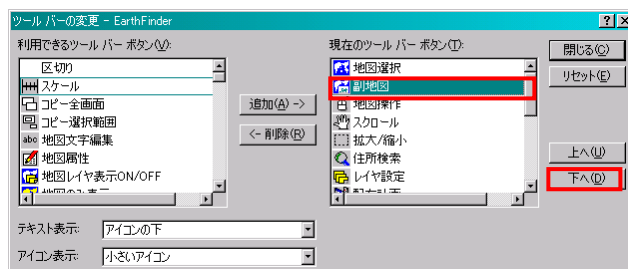 ツール バーの変更 - EarthFinder
利用できるツール バー ボタン(V):
現在のツール バー ボタン(T):
区切り
スケール
コピー全画面
コピー選択範囲
abc 地図文字編集
地図属性
地図レイヤ表示ON/OFF
追加(A) ->
<- 削除(R)
地図選択
副地図
地図操作
スクロール
拡大/縮小
住所検索
レイヤ設定
閉じる(C)
リセット(E)
上へ(U)
下へ(D)
テキスト表示: アイコンの下
アイコン表示: 小さいアイコン